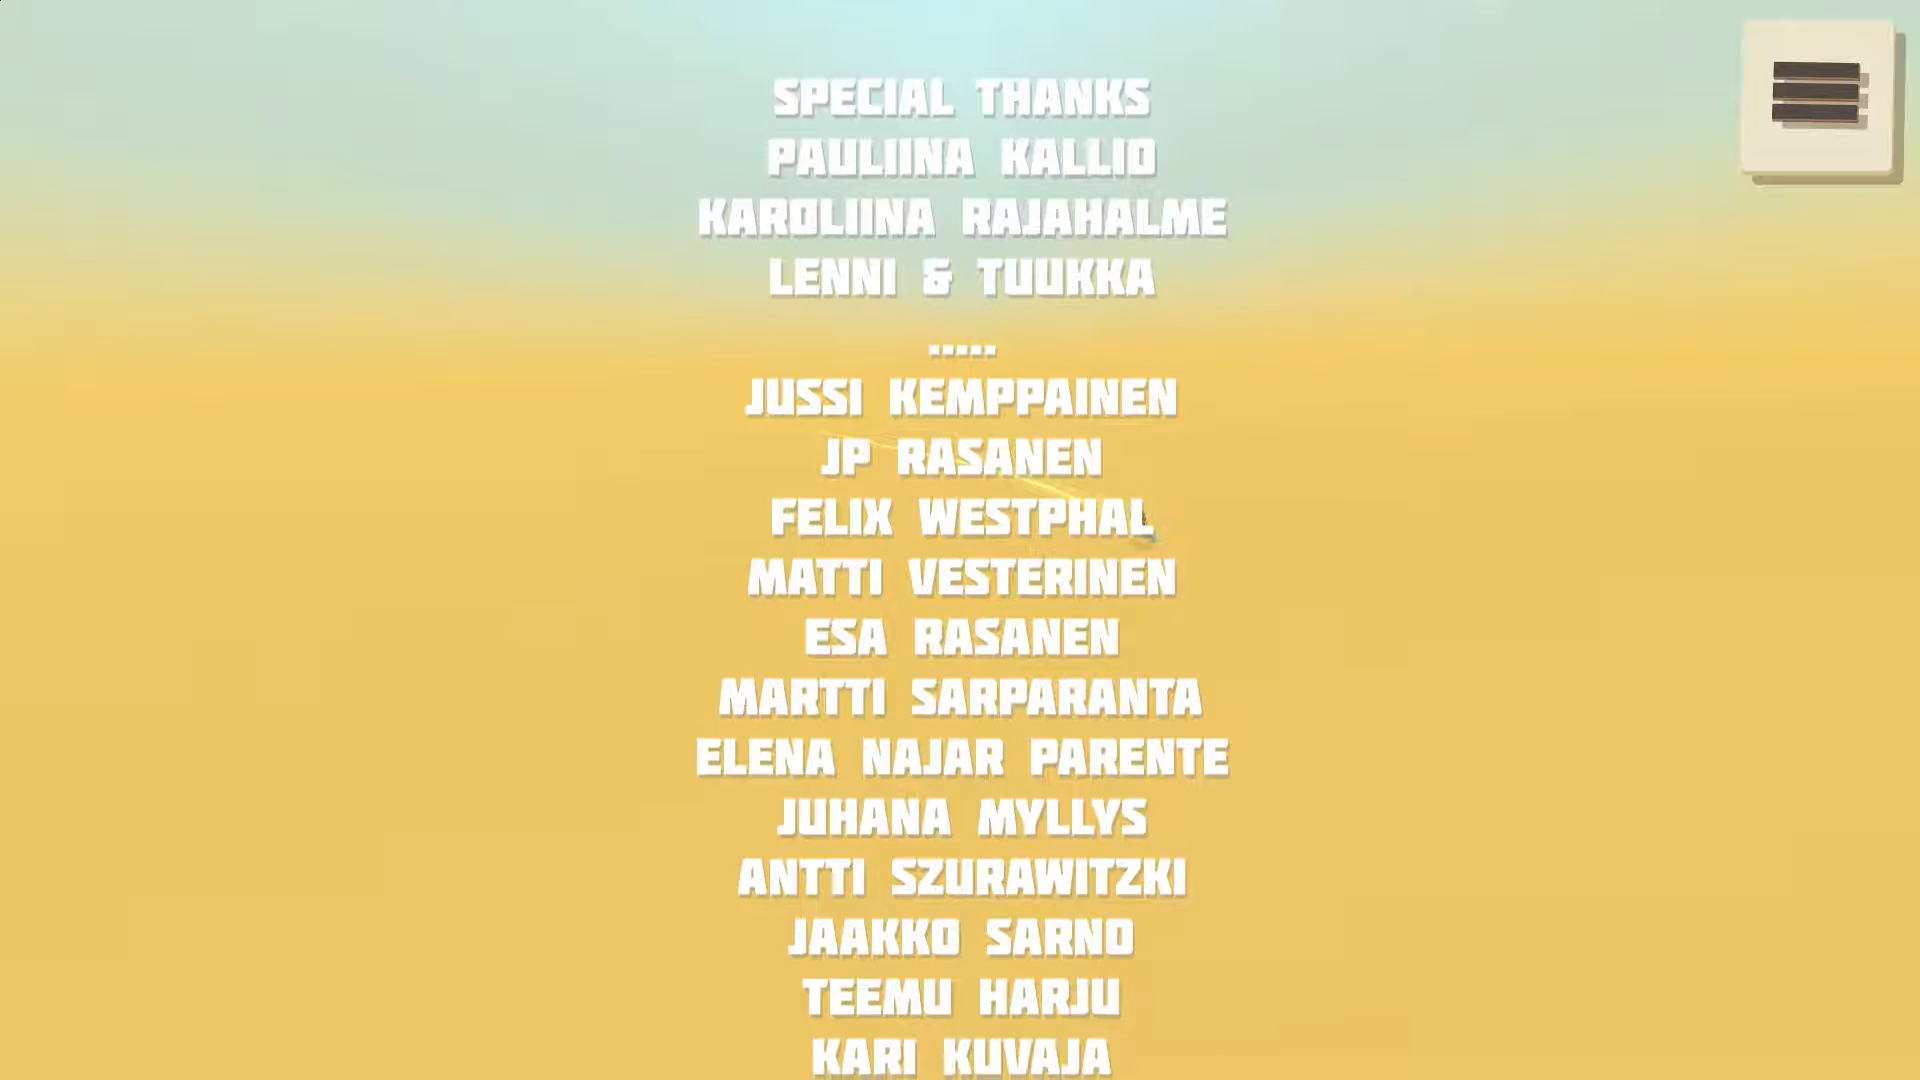 SPECIAL THANKS
PAULIINA KALLIO
KAROLIINA RAJAHALME
LENNI & TUUKKA
.....
JUSSI KEMPPAINEN
JP RASANEN
FELIX WESTPHAL
MATTI VESTERINEN
ESA RASANEN
MARTTI SARPARANTA
ELENA NAJAR PARENTE
JUHANA MYLLYS
ANTTI SZURAWITZKI
JAAKKO SARNO
TEEMU HARJU
KARI KUVAJA